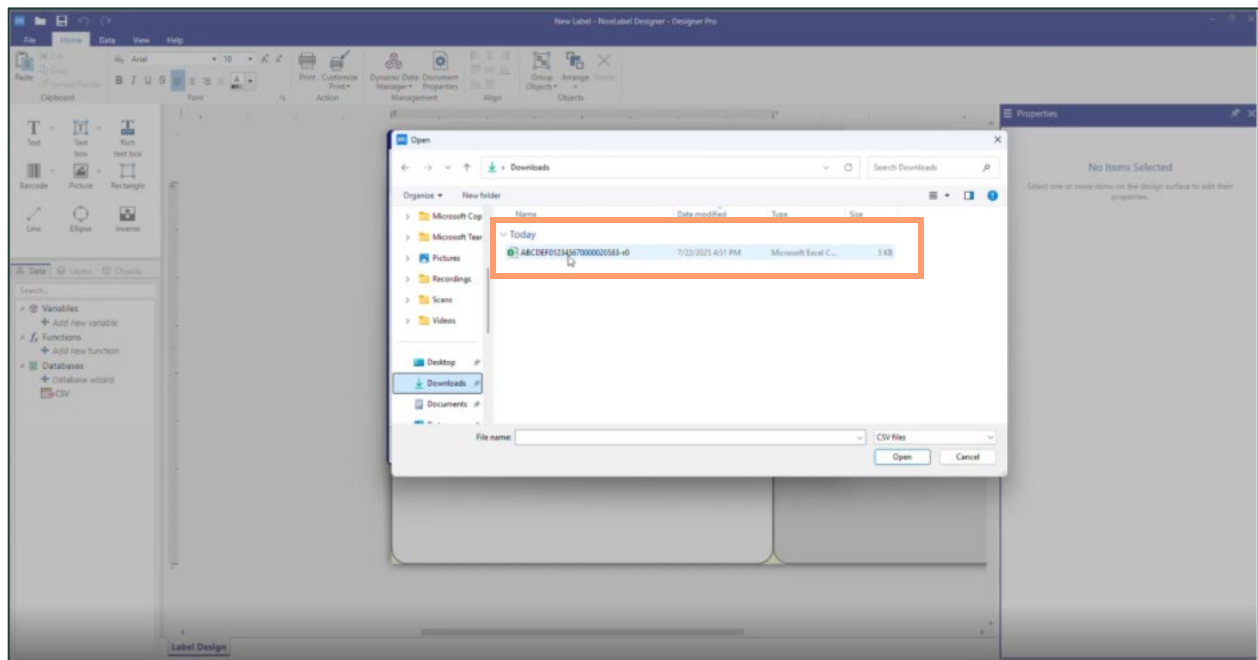 New Label - NiceLabel Designer - Designer Pro
File Home Data View Help
Paste
Cut
Copy
Format Painter
Clipboard
Arial 10
B I U
Font
Print
Customize Print
Action
Dynamic Data Manager
Document Properties
Management
Align
Group Objects
Arrange
Delete
Objects
Text
Text box
Rich text box
Barcode
Picture
Rectangle
Line
Ellipse
Inverse
Data Layers Objects
Search...
Variables
Add new variable
Functions
Add new function
Databases
Database wizard
CSV
Open
Downloads
Search Downloads
Organize New folder
Microsoft Cop
Microsoft Tear
Pictures
Recordings
Scans
Videos
Desktop
Downloads
Documents
Name Date modified Type Size
Today
ABCDEF012345670000020583-r0 7/22/2025 4:51 PM Microsoft Excel C... 3 KB
File name:
CSV files
Open Cancel
Properties
No Items Selected
Select one or more items on the design surface to edit their
properties.
Label Design